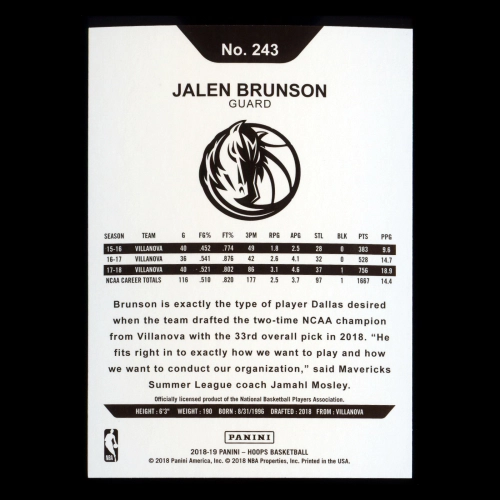 No. 243
JALEN BRUNSON
GUARD
SEASON TEAM G FG% FT% 3PM RPG APG STL BLK PTS PPG
15-16 VILLANOVA 40 .452 .774 49 1.8 2.5 28 0 383 9.6
16-17 VILLANOVA 36 .541 .876 42 2.6 4.1 32 0 528 14.7
17-18 VILLANOVA 40 .521 .802 86 3.1 4.6 37 1 756 18.9
NCAA CAREER TOTALS 116 .510 .820 177 2.5 3.7 97 1 1667 14.4
Brunson is exactly the type of player Dallas desired
when the team drafted the two-time NCAA champion
from Villanova with the 33rd overall pick in 2018. “He
fits right in to exactly how we want to play and how
we want to conduct our organization,” said Mavericks
Summer League coach Jamahl Mosley.
Officially licensed product of the National Basketball Players Association.
HEIGHT: 6'3" WEIGHT: 190 BORN: 8/31/1996 DRAFTED: 2018 FROM: VILLANOVA
PANINI
NBA
2018-19 PANINI – HOOPS BASKETBALL
© 2018 Panini America, Inc. © 2018 NBA Properties, Inc. Printed in the USA.